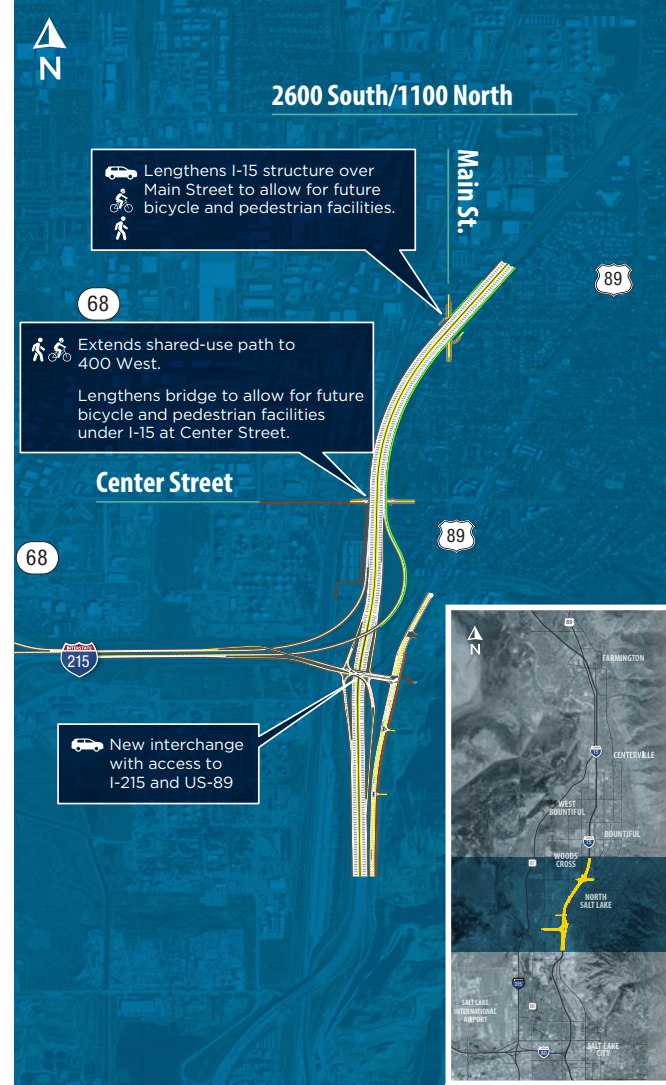 N
2600 South/1100 North
Lengthens I-15 structure over
Main Street to allow for future
bicycle and pedestrian facilities.
Main St.
89
68
Extends shared-use path to
400 West.
Lengthens bridge to allow for future
bicycle and pedestrian facilities
under I-15 at Center Street.
Center Street
89
68
INTERSTATE
215
New interchange
with access to
I-215 and US-89
N
89
FARMINGTON
15
CENTERVILLE
WEST
BOUNTIFUL
BOUNTIFUL
15
WOODS
CROSS
NORTH
SALT LAKE
215
SALT LAKE
INTERNATIONAL
AIRPORT
SALT LAKE
CITY
80